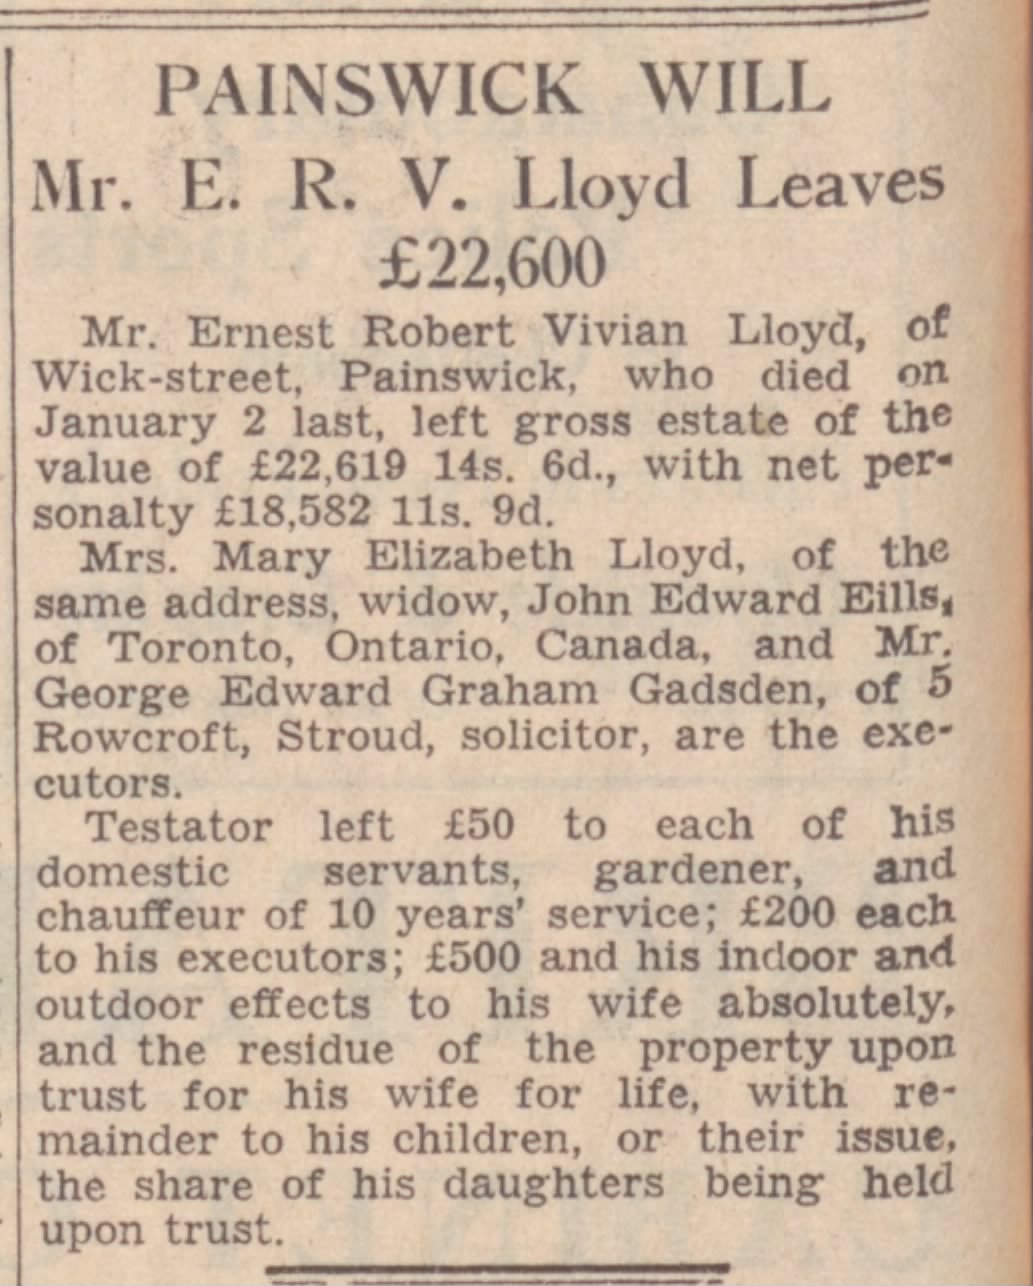 PAINSWICK WILL
Mr. E. R. V. Lloyd Leaves
£22,600
Mr. Ernest Robert Vivian Lloyd, of
Wick-street, Painswick, who died on
January 2 last, left gross estate of the
value of £22,619 14s. 6d., with net per-
sonalty £18,582 11s. 9d.
Mrs. Mary Elizabeth Lloyd, of the
same address, widow, John Edward Eills,
of Toronto, Ontario, Canada, and Mr.
George Edward Graham Gadsden, of 5
Rowcroft, Stroud, solicitor, are the exe-
cutors.
Testator left £50 to each of his
domestic servants, gardener, and
chauffeur of 10 years' service; £200 each
to his executors; £500 and his indoor and
outdoor effects to his wife absolutely,
and the residue of the property upon
trust for his wife for life, with re-
mainder to his children, or their issue,
the share of his daughters being held
upon trust.